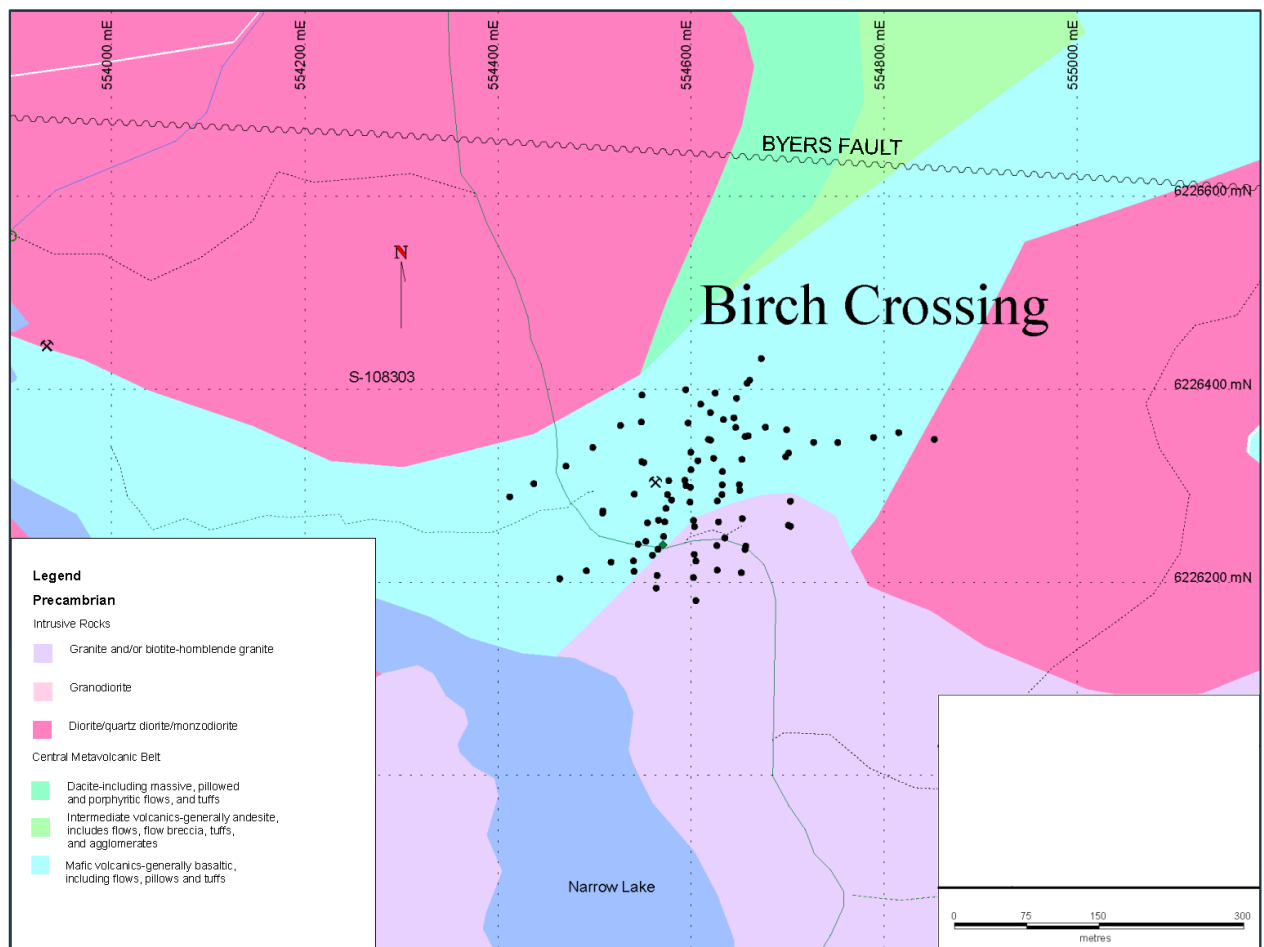 554000 mE
554200 mE
554400 mE
554600 mE
554800 mE
555000 mE
BYERS FAULT
6226600 mN
N
Birch Crossing
S-108303
6226400 mN
6226200 mN
Legend
Precambrian
Intrusive Rocks
Granite and/or biotite-hornblende granite
Granodiorite
Diorite/quartz diorite/monzodiorite
Central Metavolcanic Belt
Dacite-including massive, pillowed
and porphyritic flows, and tuffs
Intermediate volcanics-generally andesite,
includes flows, flow breccia, tuffs,
and agglomerates
Mafic volcanics-generally basaltic,
including flows, pillows and tuffs
Narrow Lake
0 75 150 300
metres